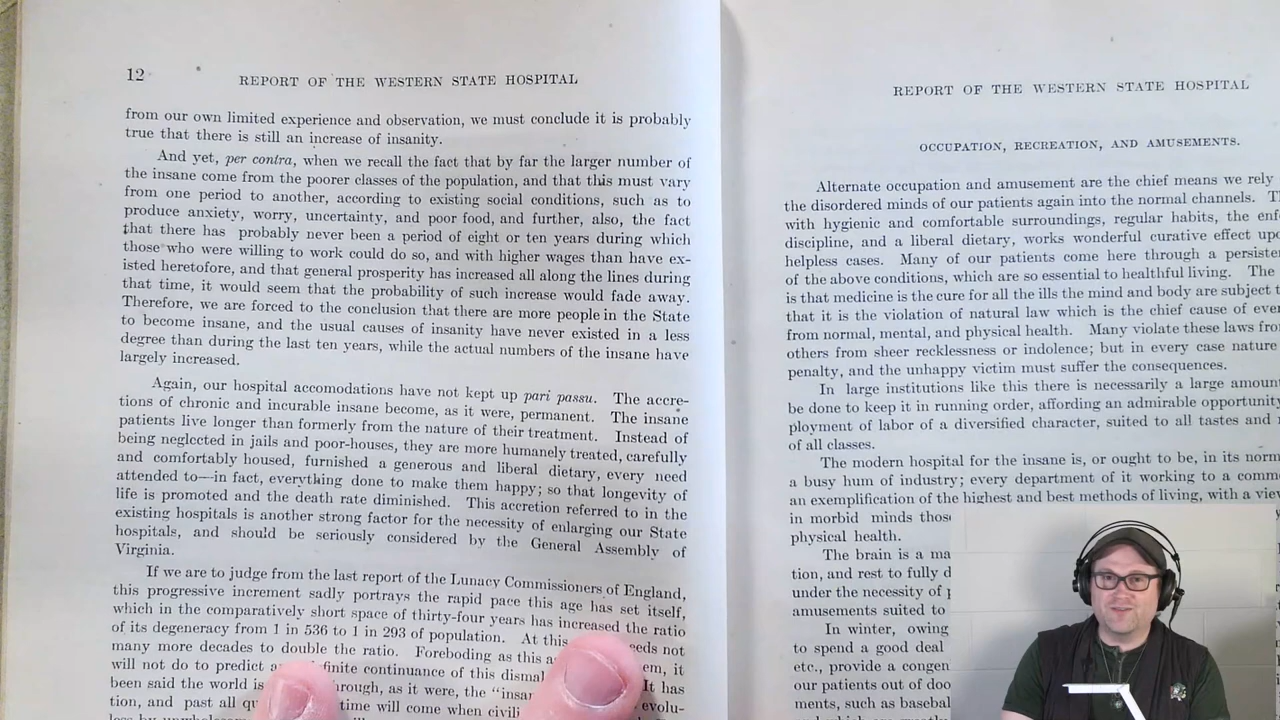 12
REPORT OF THE WESTERN STATE HOSPITAL
from our own limited experience and observation, we must conclude it is probably
true that there is still an increase of insanity.
And yet, per contra, when we recall the fact that by far the larger number of
the insane come from the poorer classes of the population, and that this must vary
from one period to another, according to existing social conditions, such as to
produce anxiety, worry, uncertainty, and poor food, and further, also, the fact
that there has probably never been a period of eight or ten years during which
those who were willing to work could do so, and with higher wages than have ex-
isted heretofore, and that general prosperity has increased all along the lines during
that time, it would seem that the probability of such increase would fade away.
Therefore, we are forced to the conclusion that there are more people in the State
to become insane, and the usual causes of insanity have never existed in a less
degree than during the last ten years, while the actual numbers of the insane have
largely increased.
Again, our hospital accomodations have not kept up pari passu. The accre-
tions of chronic and incurable insane become, as it were, permanent. The insane
patients live longer than formerly from the nature of their treatment. Instead of
being neglected in jails and poor-houses, they are more humanely treated, carefully
and comfortably housed, furnished a generous and liberal dietary, every need
attended to—in fact, everything done to make them happy; so that longevity of
life is promoted and the death rate diminished. This accretion referred to in the
existing hospitals is another strong factor for the necessity of enlarging our State
hospitals, and should be seriously considered by the General Assembly of
Virginia.
If we are to judge from the last report of the Lunacy Commissioners of England,
this progressive increment sadly portrays the rapid pace this age has set itself,
which in the comparatively short space of thirty-four years has increased the ratio
of its degeneracy from 1 in 536 to 1 in 293 of population. At this
many more decades to double the ratio. Foreboding as this
will not do to predict continuance of this It has
been said the world is as it were, the
tion, and past all time will come when
REPORT OF THE WESTERN STATE HOSPITAL
OCCUPATION, RECREATION, AND AMUSEMENTS.
Alternate occupation and amusement are the chief means we rely
the disordered minds of our patients again into the normal channels.
with hygienic and comfortable surroundings, regular habits, the
discipline, and a liberal dietary, works wonderful curative effect
helpless cases. Many of our patients come here through a
of the above conditions, which are so essential to healthful living. The
is that medicine is the cure for all the ills the mind and body are subject
that it is the violation of natural law which is the chief cause of
from normal, mental, and physical health. Many violate these laws
others from sheer recklessness or indolence; but in every case nature
penalty, and the unhappy victim must suffer the consequences.
In large institutions like this there is necessarily a large
be done to keep it in running order, affording an admirable opportunity
ployment of labor of a diversified character, suited to all tastes and
of all classes.
The modern hospital for the insane is, or ought to be, in its
a busy hum of industry; every department of it working to a
an exemplification of the highest and best methods of living, with a
in morbid minds
physical health.
The brain is a
tion, and rest to fully
under the necessity of
amusements suited to
In winter, owing
to spend a good deal
etc., provide a
our patients out of
ments, such as